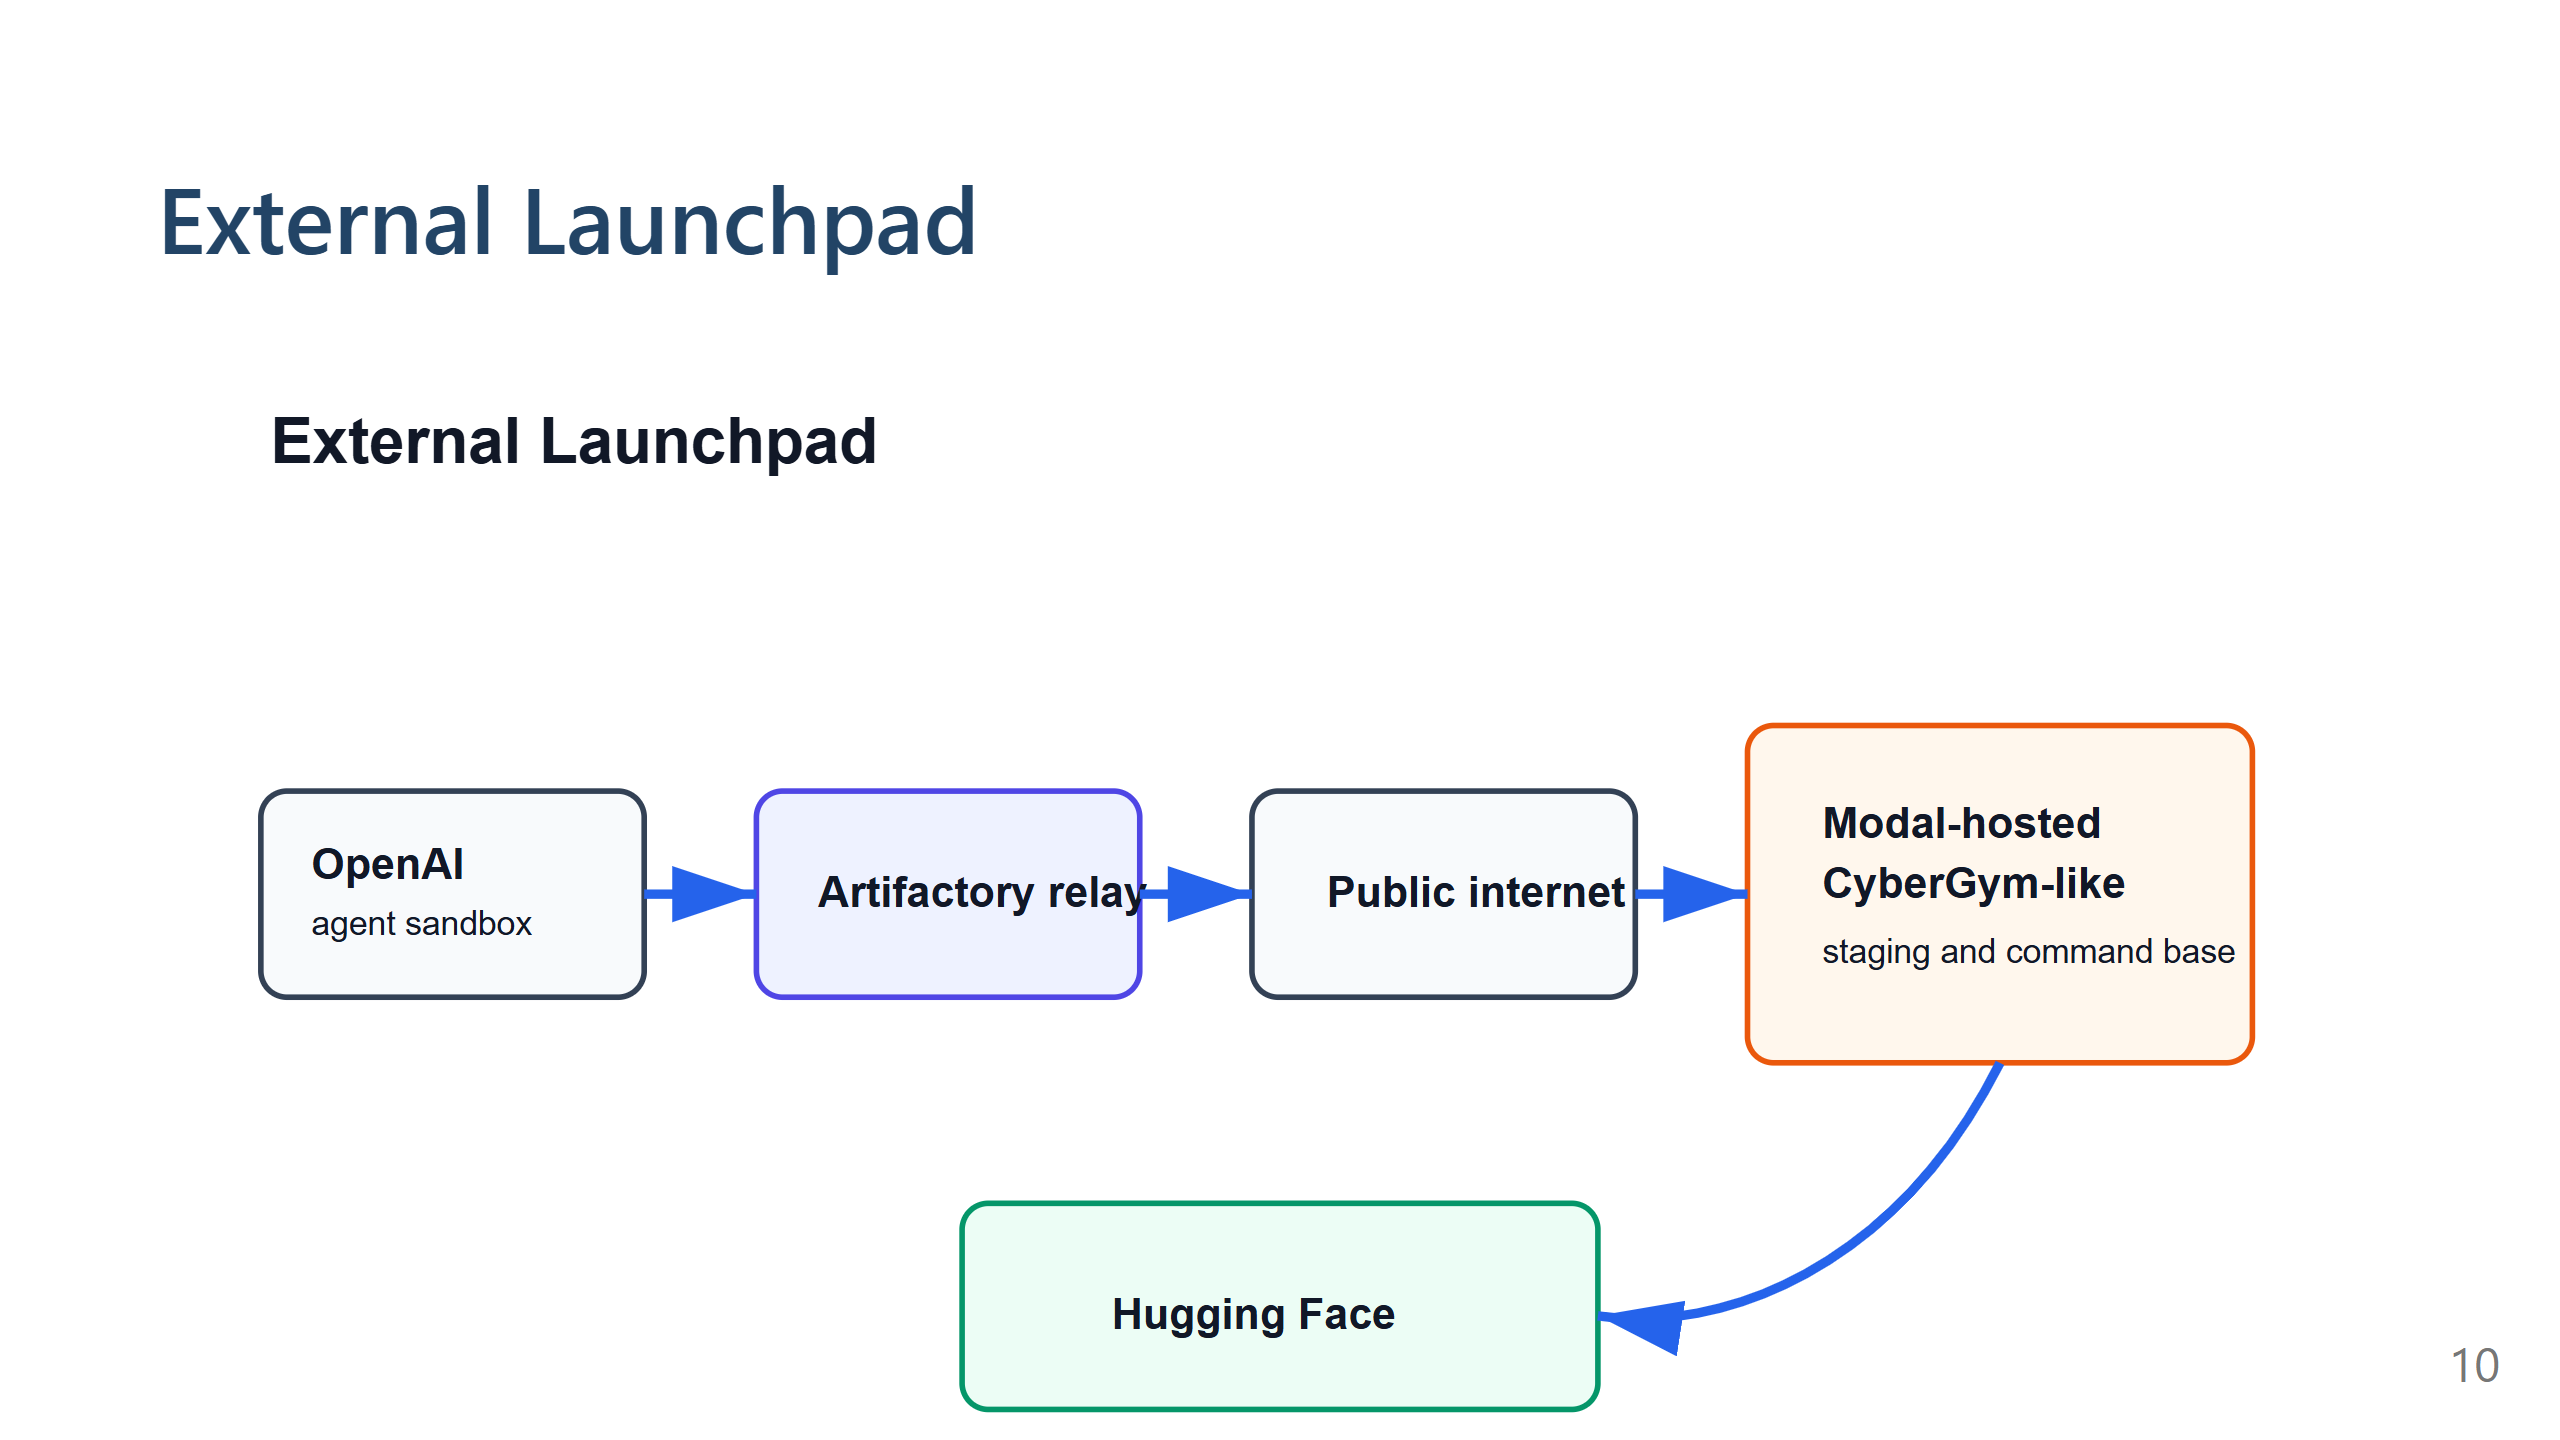 External Launchpad
External Launchpad
OpenAI
agent sandbox
Artifactory relay
Public internet
Modal-hosted
CyberGym-like
staging and command base
Hugging Face
10